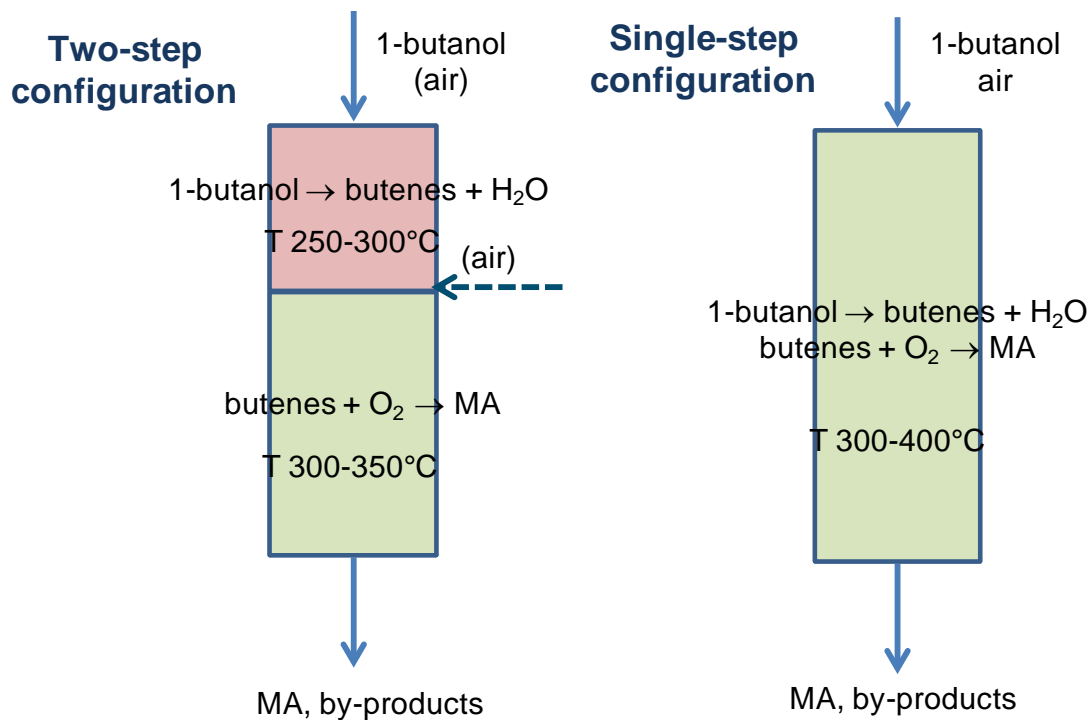 Two-step
configuration
1-butanol
(air)
1-butanol → butenes + H₂O
T 250-300°C
(air)
butenes + O₂ → MA
T 300-350°C
MA, by-products
Single-step
configuration
1-butanol
air
1-butanol → butenes + H₂O
butenes + O₂ → MA
T 300-400°C
MA, by-products